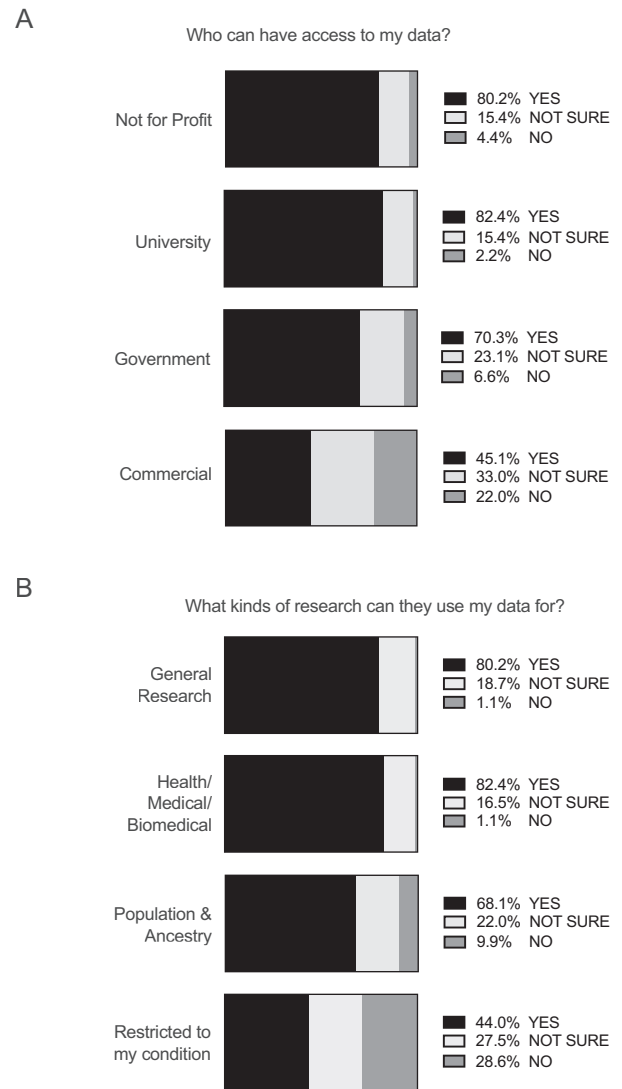 A
Who can have access to my data?
Not for Profit
80.2% YES
15.4% NOT SURE
4.4% NO
University
82.4% YES
15.4% NOT SURE
2.2% NO
Government
70.3% YES
23.1% NOT SURE
6.6% NO
Commercial
45.1% YES
33.0% NOT SURE
22.0% NO
B
What kinds of research can they use my data for?
General
Research
80.2% YES
18.7% NOT SURE
1.1% NO
Health/
Medical/
Biomedical
82.4% YES
16.5% NOT SURE
1.1% NO
Population &
Ancestry
68.1% YES
22.0% NOT SURE
9.9% NO
Restricted to
my condition
44.0% YES
27.5% NOT SURE
28.6% NO